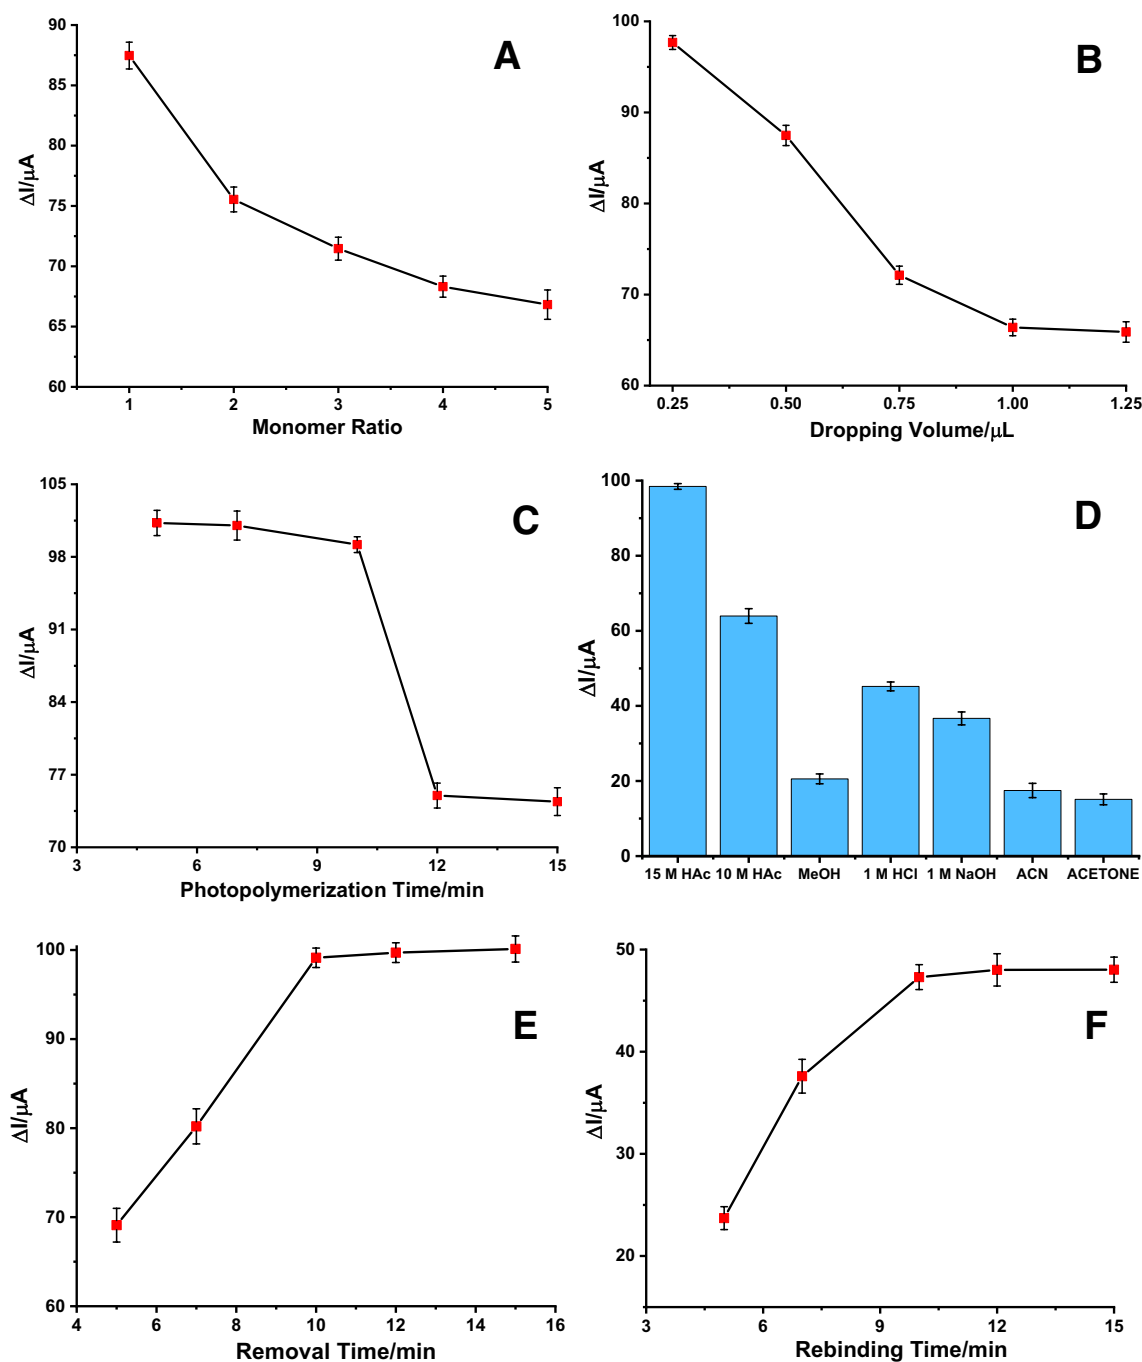 A
ΔI/μA
90
85
80
75
70
65
60
1 2 3 4 5
Monomer Ratio
B
ΔI/μA
100
90
80
70
60
0.25 0.50 0.75 1.00 1.25
Dropping Volume/μL
C
ΔI/μA
105
98
91
84
77
70
3 6 9 12 15
Photopolymerization Time/min
D
ΔI/μA
100
80
60
40
20
0
15 M HAc 10 M HAc MeOH 1 M HCl 1 M NaOH ACN ACETONE
E
ΔI/μA
100
90
80
70
60
4 6 8 10 12 14 16
Removal Time/min
F
ΔI/μA
50
40
30
20
3 6 9 12 15
Rebinding Time/min